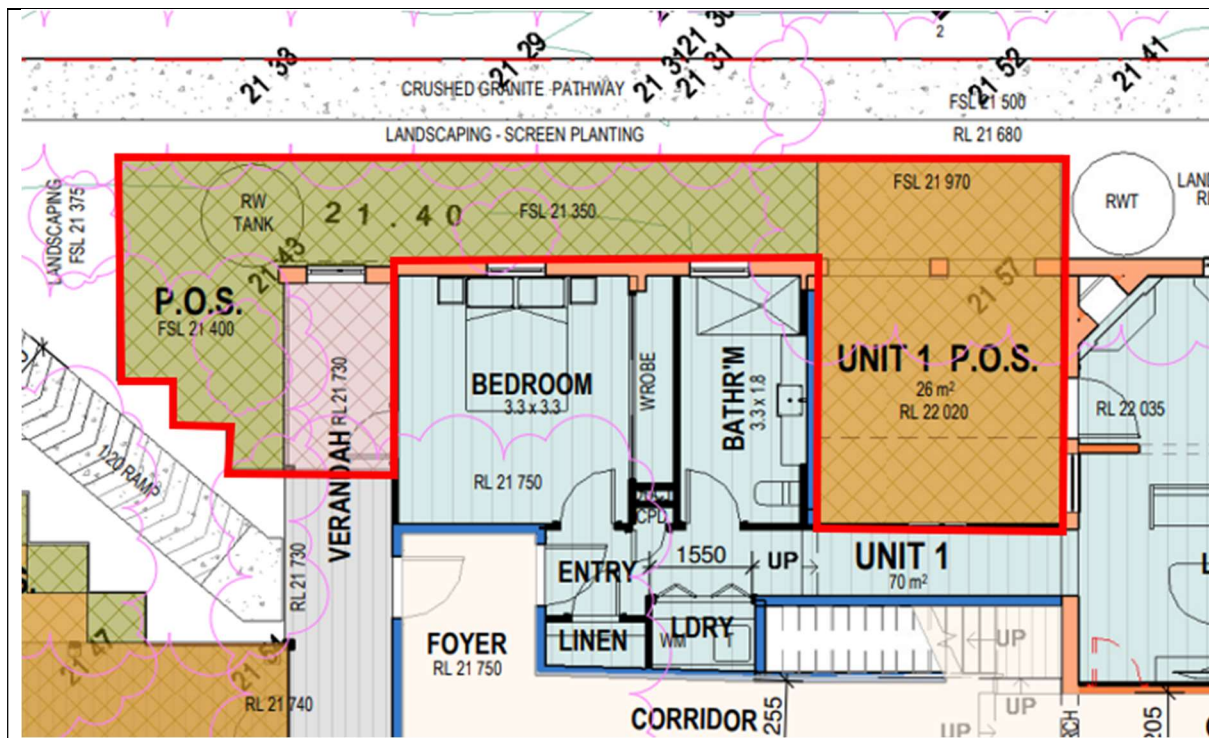 2
21 33
21 29
21 31
21 31
21 52
21 41
CRUSHED GRANITE PATHWAY
FSL 21 500
LANDSCAPING - SCREEN PLANTING
RL 21 680
LANDSCAPING
FSL 21 375
RW
TANK
21.40
FSL 21 350
FSL 21 970
RWT
21 43
21 57
P.O.S.
FSL 21 400
RL 21 730
VERANDAH
BEDROOM
3.3 x 3.3
W'ROBE
BATHR'M
3.3 x 1.8
UNIT 1 P.O.S.
26 m²
RL 22 020
RL 22 035
1:20 RAMP
RL 21 750
CPD
1550
UP
UNIT 1
70 m²
ENTRY
RL 21 730
FOYER
RL 21 750
LINEN
LDRY
WM
T
UP
21 47
RL 21 740
CORRIDOR
255
UP
UP
205